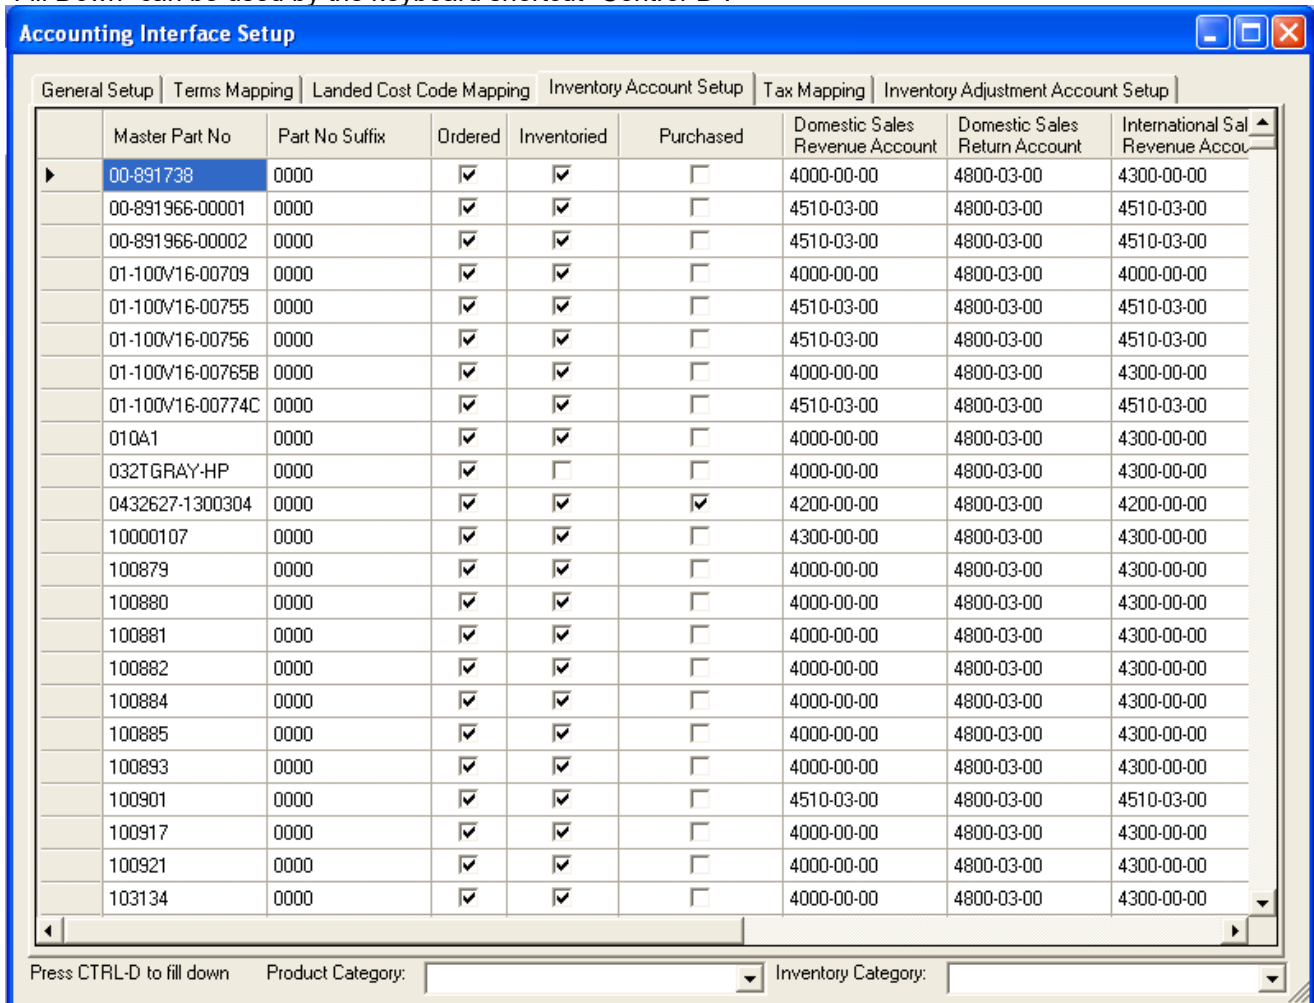 Accounting Interface Setup
General Setup Terms Mapping Landed Cost Code Mapping Inventory Account Setup Tax Mapping Inventory Adjustment Account Setup
Master Part No Part No Suffix Ordered Inventoried Purchased Domestic Sales Revenue Account Domestic Sales Return Account International Sal Revenue Accou
00-891738 0000 4000-00-00 4800-03-00 4300-00-00
00-891966-00001 0000 4510-03-00 4800-03-00 4510-03-00
00-891966-00002 0000 4510-03-00 4800-03-00 4510-03-00
01-100V16-00709 0000 4000-00-00 4800-03-00 4000-00-00
01-100V16-00755 0000 4510-03-00 4800-03-00 4510-03-00
01-100V16-00756 0000 4510-03-00 4800-03-00 4510-03-00
01-100V16-00765B 0000 4000-00-00 4800-03-00 4300-00-00
01-100V16-00774C 0000 4510-03-00 4800-03-00 4510-03-00
010A1 0000 4000-00-00 4800-03-00 4300-00-00
032TGRAY-HP 0000 4000-00-00 4800-03-00 4300-00-00
0432627-1300304 0000 4200-00-00 4800-03-00 4200-00-00
10000107 0000 4300-00-00 4800-03-00 4300-00-00
100879 0000 4000-00-00 4800-03-00 4300-00-00
100880 0000 4000-00-00 4800-03-00 4300-00-00
100881 0000 4000-00-00 4800-03-00 4300-00-00
100882 0000 4000-00-00 4800-03-00 4300-00-00
100884 0000 4000-00-00 4800-03-00 4300-00-00
100885 0000 4000-00-00 4800-03-00 4300-00-00
100893 0000 4000-00-00 4800-03-00 4300-00-00
100901 0000 4510-03-00 4800-03-00 4510-03-00
100917 0000 4000-00-00 4800-03-00 4300-00-00
100921 0000 4000-00-00 4800-03-00 4300-00-00
103134 0000 4000-00-00 4800-03-00 4300-00-00
Press CTRL-D to fill down Product Category: Inventory Category: